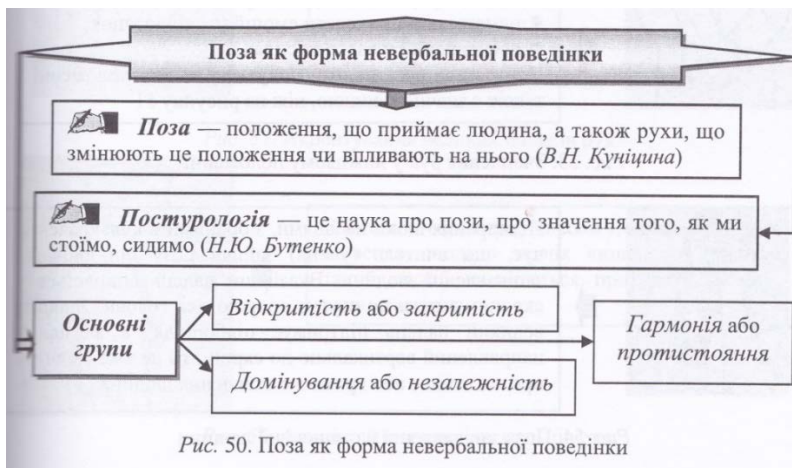 Поза як форма невербальної поведінки
Поза — положення, що приймає людина, а також рухи, що
змінюють це положення чи впливають на нього (В.Н. Куніцина)
Постурологія — це наука про пози, про значення того, як ми
стоїмо, сидимо (Н.Ю. Бутенко)
Основні
групи
Відкритість або закритість
Домінування або незалежність
Гармонія або
протистояння
Рис. 50. Поза як форма невербальної поведінки